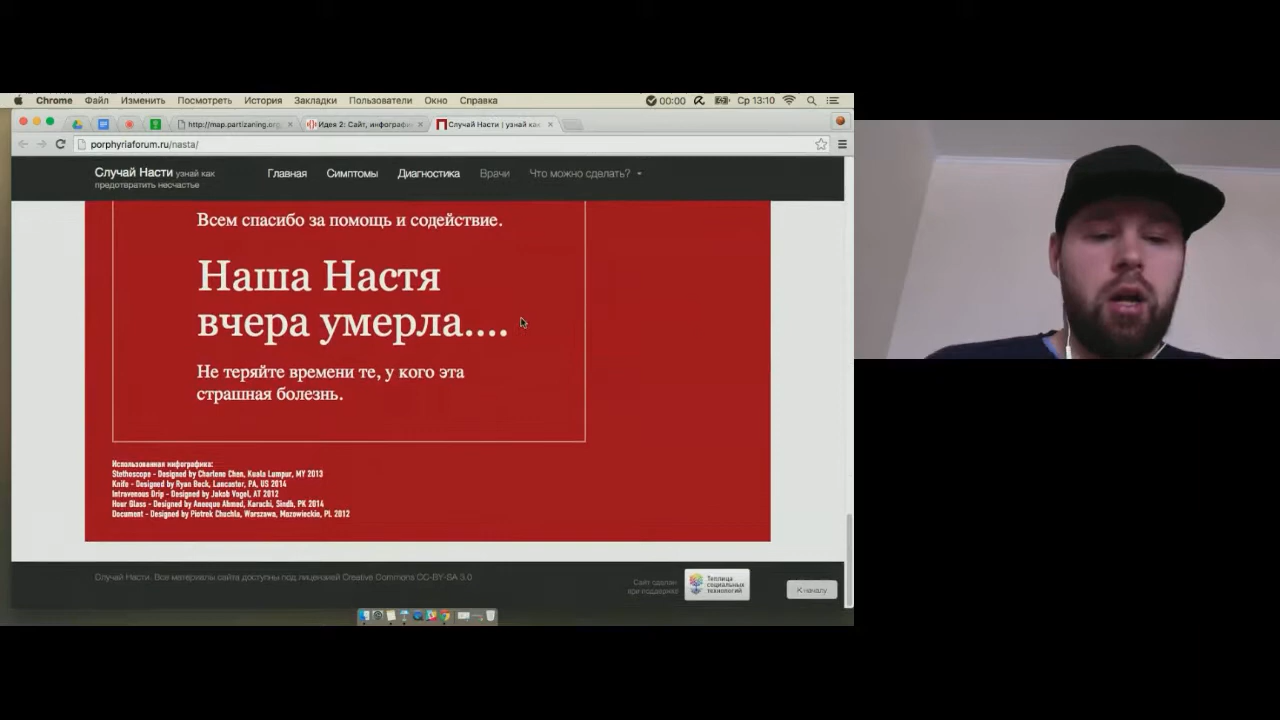 Chrome Файл Изменить Посмотреть История Закладки Пользователи Окно Справка 00:00 Ср 13:10
http://map.partizaning.org Идея 2: Сайт, инфографи Случай Насти | узнай как
porphyriaforum.ru/nasta/
Случай Насти узнай как
предотвратить несчастье
Главная Симптомы Диагностика Врачи Что можно сделать?
Всем спасибо за помощь и содействие.
Наша Настя
вчера умерла....
Не теряйте времени те, у кого эта
страшная болезнь.
Использованная инфографика:
Stethoscope - Designed by Charlene Chen, Kuala Lumpur, MY 2013
Knife - Designed by Ryan Beck, Lancaster, PA, US 2014
Intravenous Drip - Designed by Jakob Vogel, AT 2012
Hour Glass - Designed by Aneeque Ahmed, Karachi, Sindh, PK 2014
Document - Designed by Piotrek Chuchla, Warszawa, Mazowieckie, PL 2012
Случай Насти. Все материалы сайта доступны под лицензией Creative Commons CC-BY-SA 3.0
Сайт сделан
при поддержке
Теплица
социальных
технологий
К началу